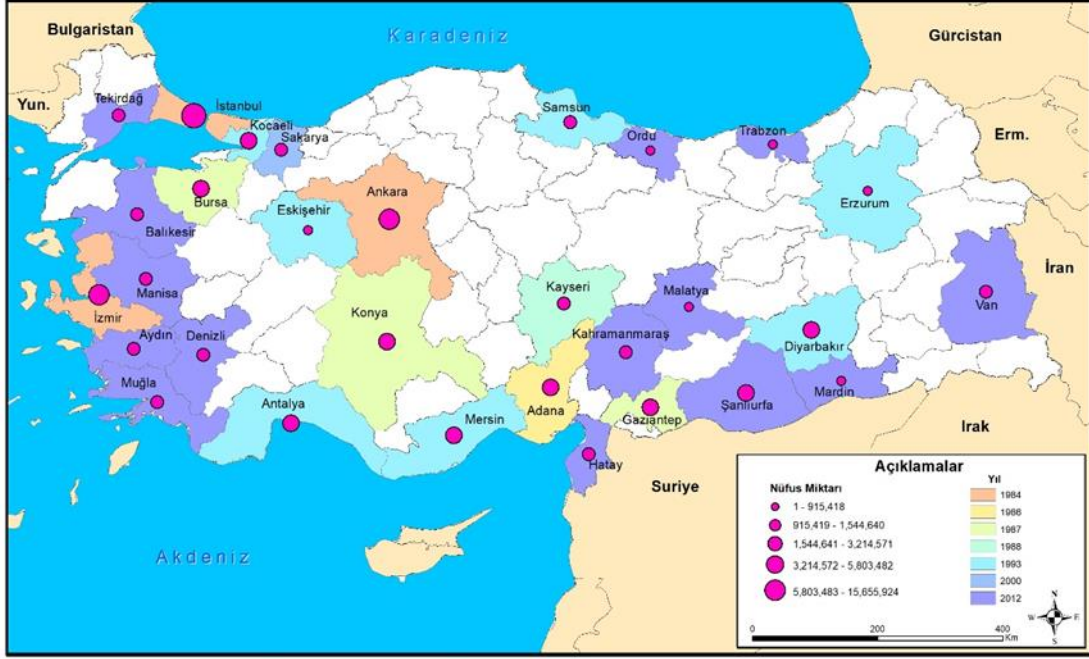 Bulgaristan
Karadeniz
Gürcistan
Yun.
Tekirdağ
İstanbul
Kocaeli
Sakarya
Samsun
Ordu
Trabzon
Erm.
Bursa
Ankara
Eskişehir
Erzurum
Balıkesir
Manisa
İzmir
Konya
Kayseri
Malatya
Van
İran
Kahramanmaraş
Diyarbakır
Aydın
Denizli
Muğla
Antalya
Mersin
Adana
Gaziantep
Şanlıurfa
Mardin
Hatay
Irak
Suriye
Akdeniz
Açıklamalar
Nüfus Miktarı
1 - 915,418
915,419 - 1,544,640
1,544,641 - 3,214,571
3,214,572 - 5,803,482
5,803,483 - 15,655,924
Yıl
1984
1986
1987
1988
1993
2000
2012
N
W
E
S
0 200 400
Km